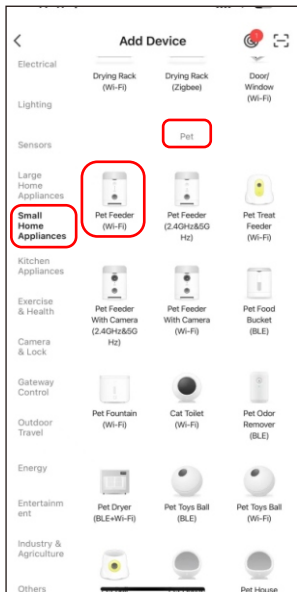 Add Device
1
Electrical
Lighting
Sensors
Large
Home
Appliances
Small
Home
Appliances
Kitchen
Appliances
Exercise
& Health
Camera
& Lock
Gateway
Control
Outdoor
Travel
Energy
Entertainm
ent
Industry &
Agriculture
Others
Drying Rack
(Wi-Fi)
Drying Rack
(Zigbee)
Door/
Window
(Wi-Fi)
Pet
Pet Feeder
(Wi-Fi)
Pet Feeder
(2.4GHz&5G
Hz)
Pet Treat
Feeder
(Wi-Fi)
Pet Feeder
With Camera
(2.4GHz&5G
Hz)
Pet Feeder
With Camera
(Wi-Fi)
Pet Food
Bucket
(BLE)
Pet Fountain
(Wi-Fi)
Cat Toilet
(Wi-Fi)
Pet Odor
Remover
(BLE)
Pet Dryer
(BLE+Wi-Fi)
Pet Toys Ball
(BLE)
Pet Toys Ball
(Wi-Fi)
Pet House